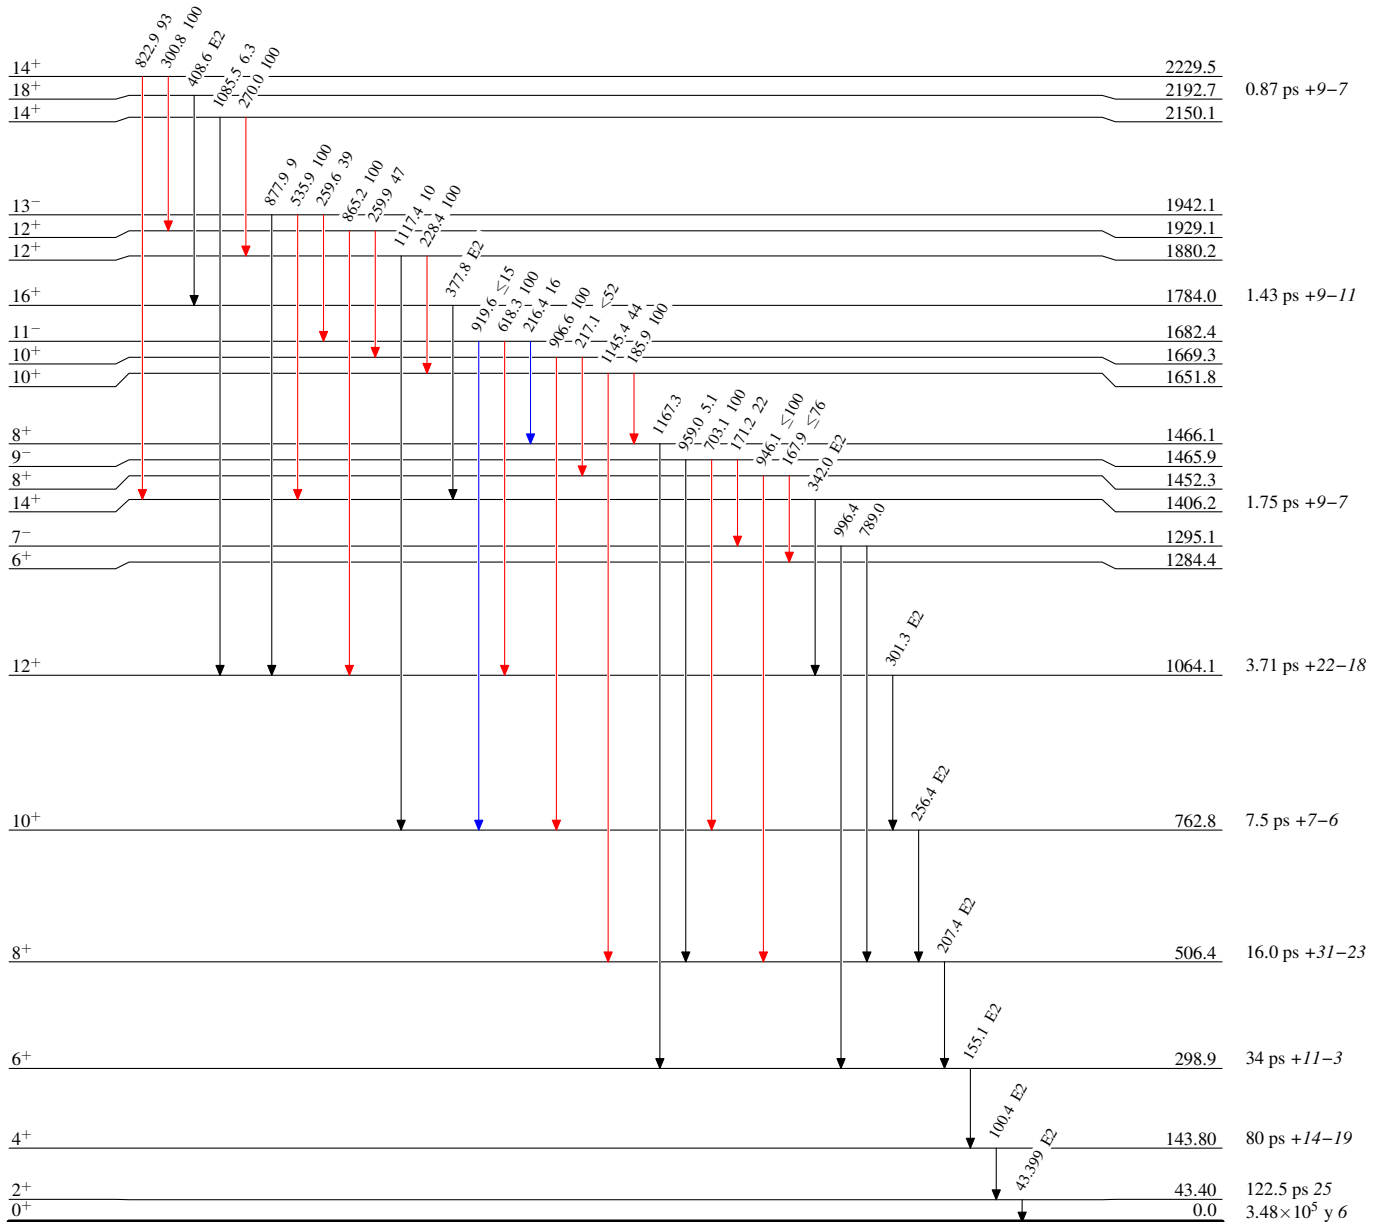 822.9 93
300.8 100
408.6 E2
1085.5 6.3
270.0 100
14+ 2229.5
18+ 2192.7 0.87 ps +9−7
14+ 2150.1
877.9 9
535.9 100
259.6 39
865.2 100
259.9 47
1117.4 10
228.4 100
13− 1942.1
12+ 1929.1
12+ 1880.2
377.8 E2
16+ 1784.0 1.43 ps +9−11
919.6 ≤15
618.3 100
216.4 16
906.6 100
217.1 <52
1145.4 44
185.9 100
11− 1682.4
10+ 1669.3
10+ 1651.8
1167.3
959.0 5.1
703.1 100
171.2 22
946.1 ≤100
167.9 ≤76
342.0 E2
8+ 1466.1
9− 1465.9
8+ 1452.3
14+ 1406.2 1.75 ps +9−7
996.4
789.0
7− 1295.1
6+ 1284.4
301.3 E2
12+ 1064.1 3.71 ps +22−18
256.4 E2
10+ 762.8 7.5 ps +7−6
207.4 E2
8+ 506.4 16.0 ps +31−23
155.1 E2
6+ 298.9 34 ps +11−3
100.4 E2
4+ 143.80 80 ps +14−19
43.399 E2
2+ 43.40 122.5 ps 25
0+ 0.0 3.48×10⁵ y 6